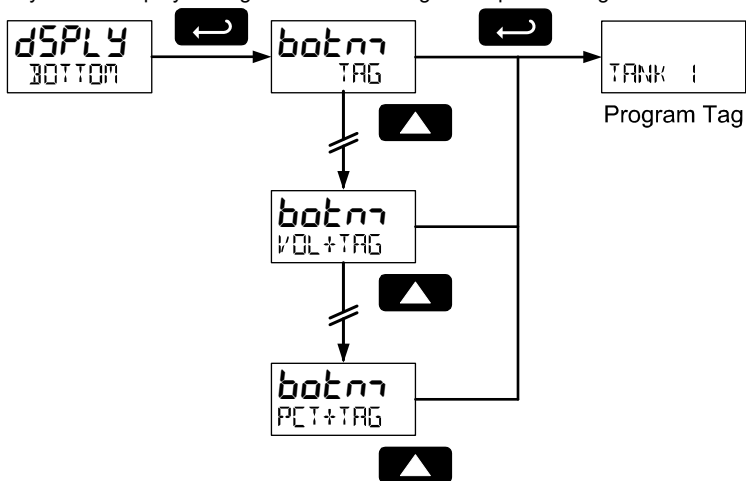 dSPLY
BOTTOM
botm
TAG
TANK 1
Program Tag
botm
VOL+TAG
botm
PCT+TAG